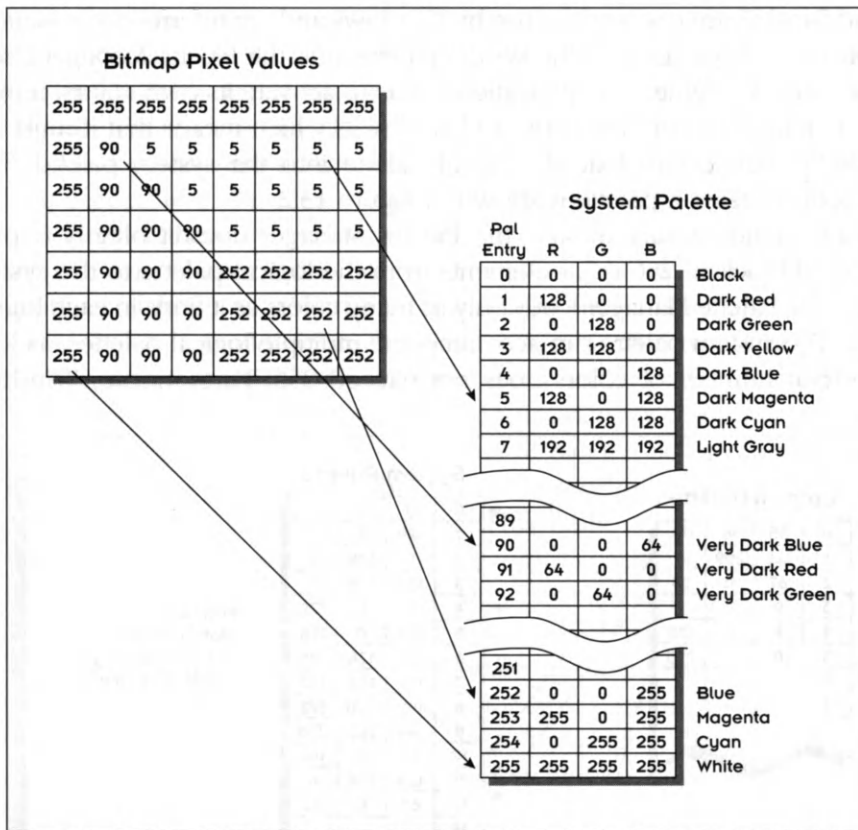 Bitmap Pixel Values
255 255 255 255 255 255 255 255
255 90 5 5 5 5 5 5
255 90 90 5 5 5 5 5
255 90 90 90 5 5 5 5
255 90 90 90 252 252 252 252
255 90 90 90 252 252 252 252
255 90 90 90 252 252 252 252
System Palette
Pal Entry R G B
0 0 0 0 Black
1 128 0 0 Dark Red
2 0 128 0 Dark Green
3 128 128 0 Dark Yellow
4 0 0 128 Dark Blue
5 128 0 128 Dark Magenta
6 0 128 128 Dark Cyan
7 192 192 192 Light Gray
89
90 0 0 64 Very Dark Blue
91 64 0 0 Very Dark Red
92 0 64 0 Very Dark Green
251
252 0 0 255 Blue
253 255 0 255 Magenta
254 0 255 255 Cyan
255 255 255 255 White